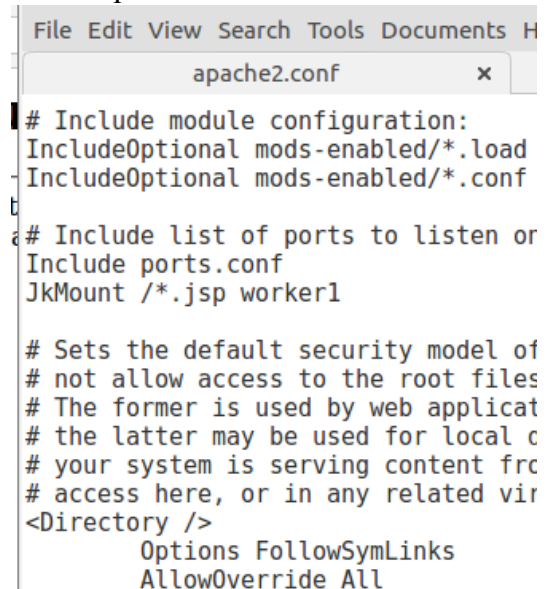 File Edit View Search Tools Documents
apache2.conf ×
# Include module configuration:
IncludeOptional mods-enabled/*.load
IncludeOptional mods-enabled/*.conf
# Include list of ports to listen on
Include ports.conf
JkMount /*.jsp worker1
# Sets the default security model of
# not allow access to the root files
# The former is used by web applicat
# the latter may be used for local
# your system is serving content fro
# access here, or in any related vir
<Directory />
Options FollowSymLinks
AllowOverride All